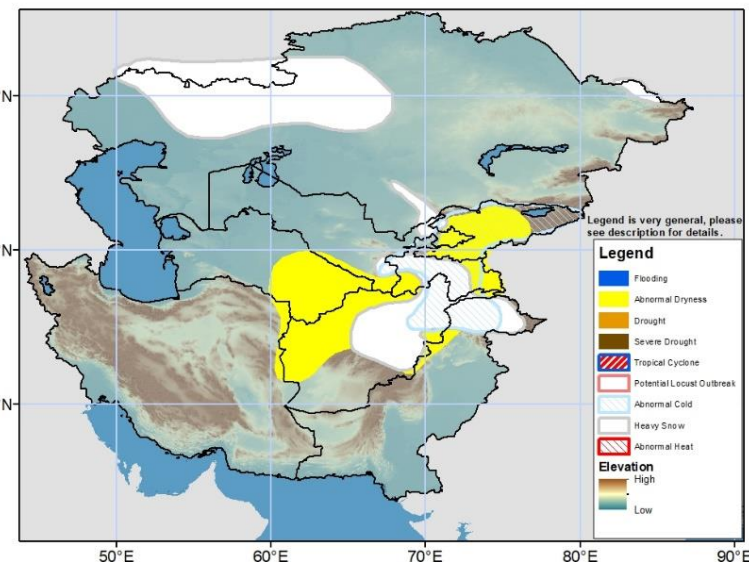 °N
°N
°N
Legend is very general, please
see description for details.
Legend
Flooding
Abnormal Dryness
Drought
Severe Drought
Tropical Cyclone
Potential Locust Outbreak
Abnormal Cold
Heavy Snow
Abnormal Heat
Elevation
High
Low
50°E 60°E 70°E 80°E 90°E